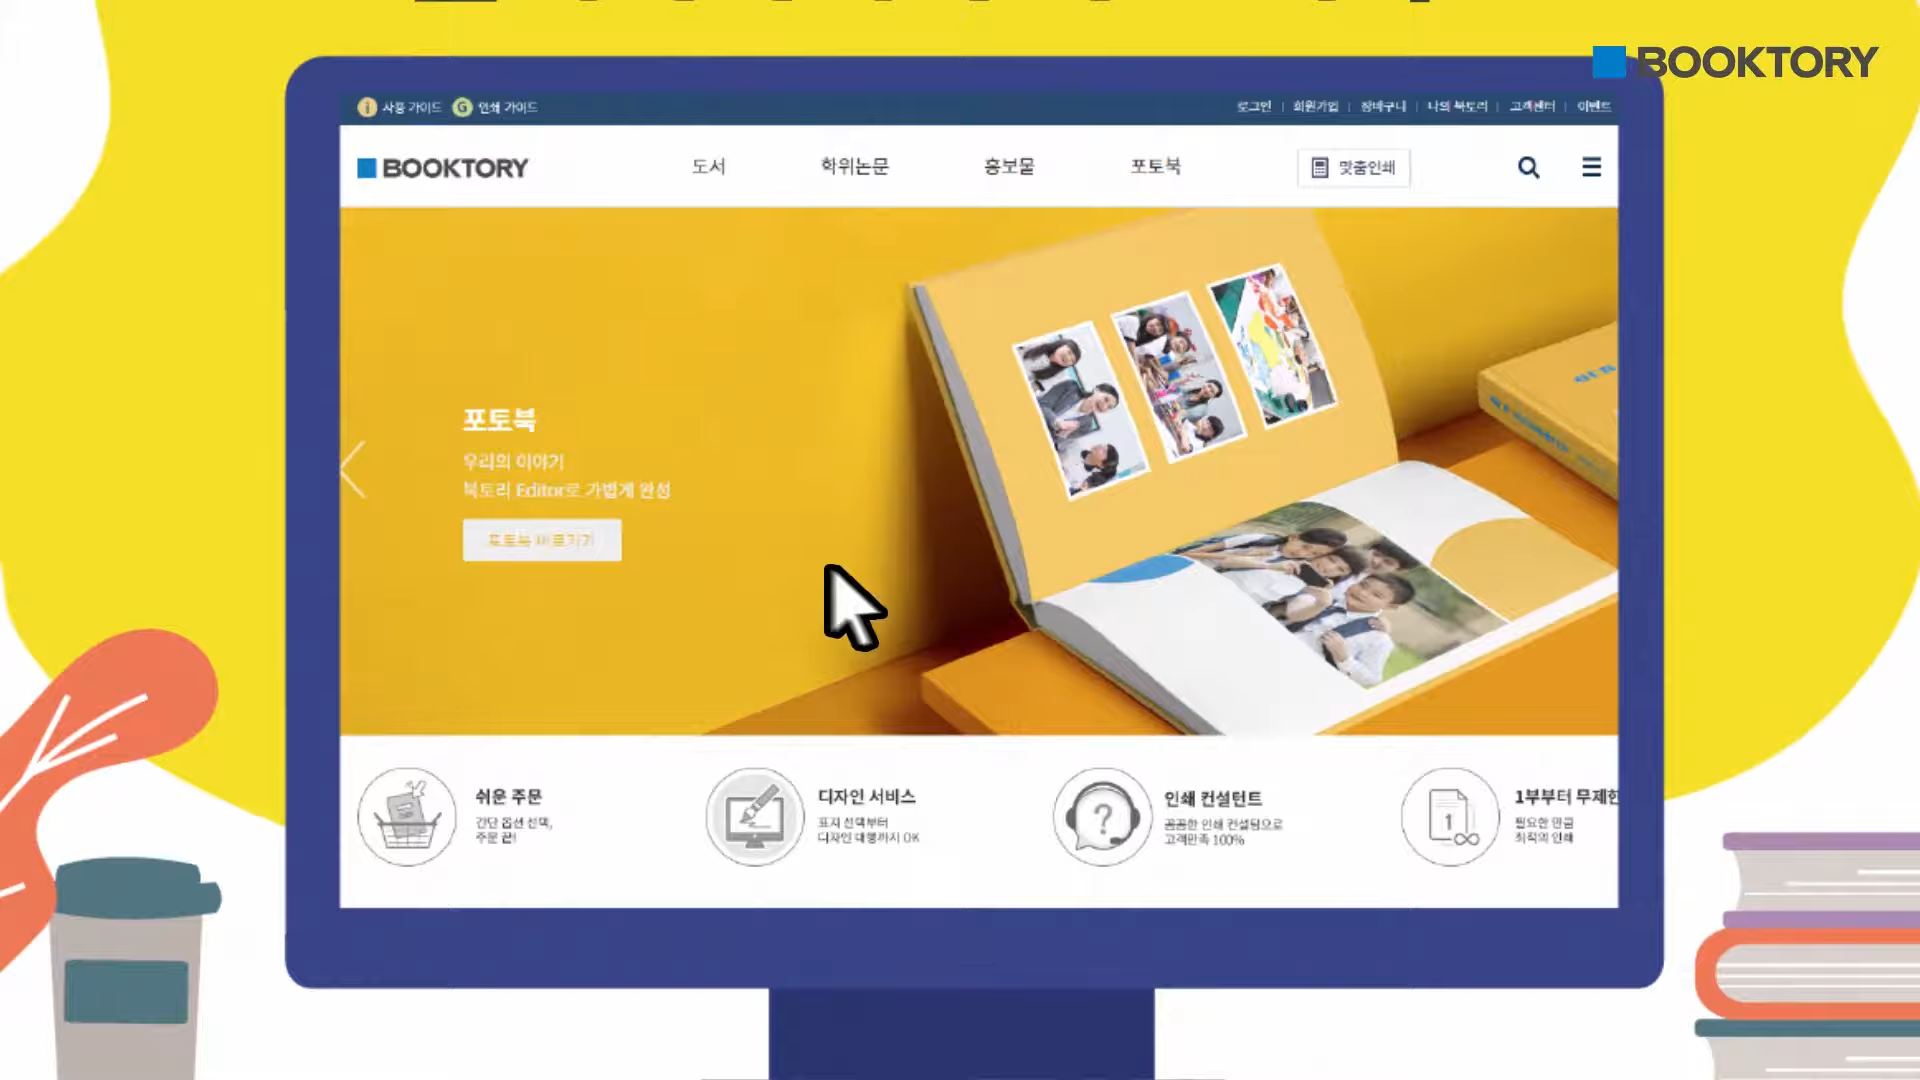 BOOKTORY
사용 가이드
인쇄 가이드
로그인
회원가입
장바구니
나의 북토리
고객센터
이벤트
BOOKTORY
도서
학위논문
홍보물
포토북
맞춤인쇄
포토북
우리의 이야기
북토리 Editor로 가볍게 완성
포토북 바로가기
쉬운 주문
간단 옵션 선택,
주문 끝!
디자인 서비스
표지 선택부터
디자인 대행까지 OK
인쇄 컨설턴트
꼼꼼한 인쇄 컨설팅으로
고객만족 100%
1부부터 무제한
필요한 만큼
최적의 인쇄